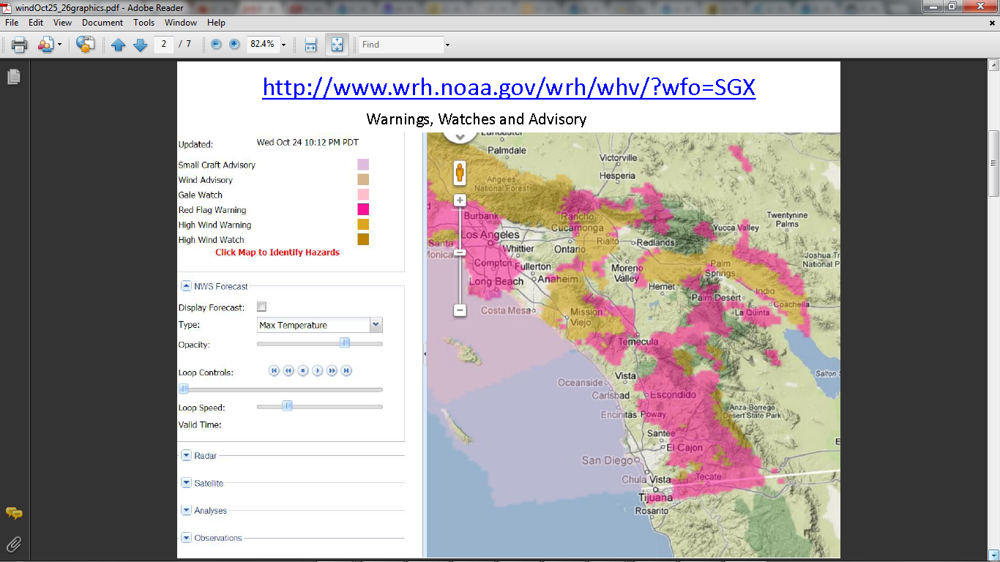 windOct25_26graphics.pdf - Adobe Reader
File Edit View Document Tools Window Help
2 / 7 82.4% Find
http://www.wrh.noaa.gov/wrh/whv/?wfo=SGX
Warnings, Watches and Advisory
Updated: Wed Oct 24 10:12 PM PDT
Small Craft Advisory
Wind Advisory
Gale Watch
Red Flag Warning
High Wind Warning
High Wind Watch
Click Map to Identify Hazards
NWS Forecast
Display Forecast:
Type: Max Temperature
Opacity:
Loop Controls:
Loop Speed:
Valid Time:
Radar
Satellite
Analyses
Observations
Lancaster
Palmdale
Victorville
Hesperia
Angeles
National Forest
Burbank
Rancho
Cucamonga
Twentynine
Palms
Yucca Valley
Los Angeles
Santa
Monica
Whittier
Ontario
Rialto
Redlands
Joshua Tr
National P
Compton
Fullerton
Moreno
Valley
Palm
Springs
Long Beach
Anaheim
Hemet
Palm Desert
Indio
Coachella
La Quinta
Costa Mesa
Mission
Viejo
Temecula
Salton
Oceanside
Vista
Carlsbad
Escondido
Encinitas
Poway
Anza-Borrego
Desert State Park
Santee
El Cajon
San Diego
Chula Vista
Tecate
Tijuana
Rosarito
E